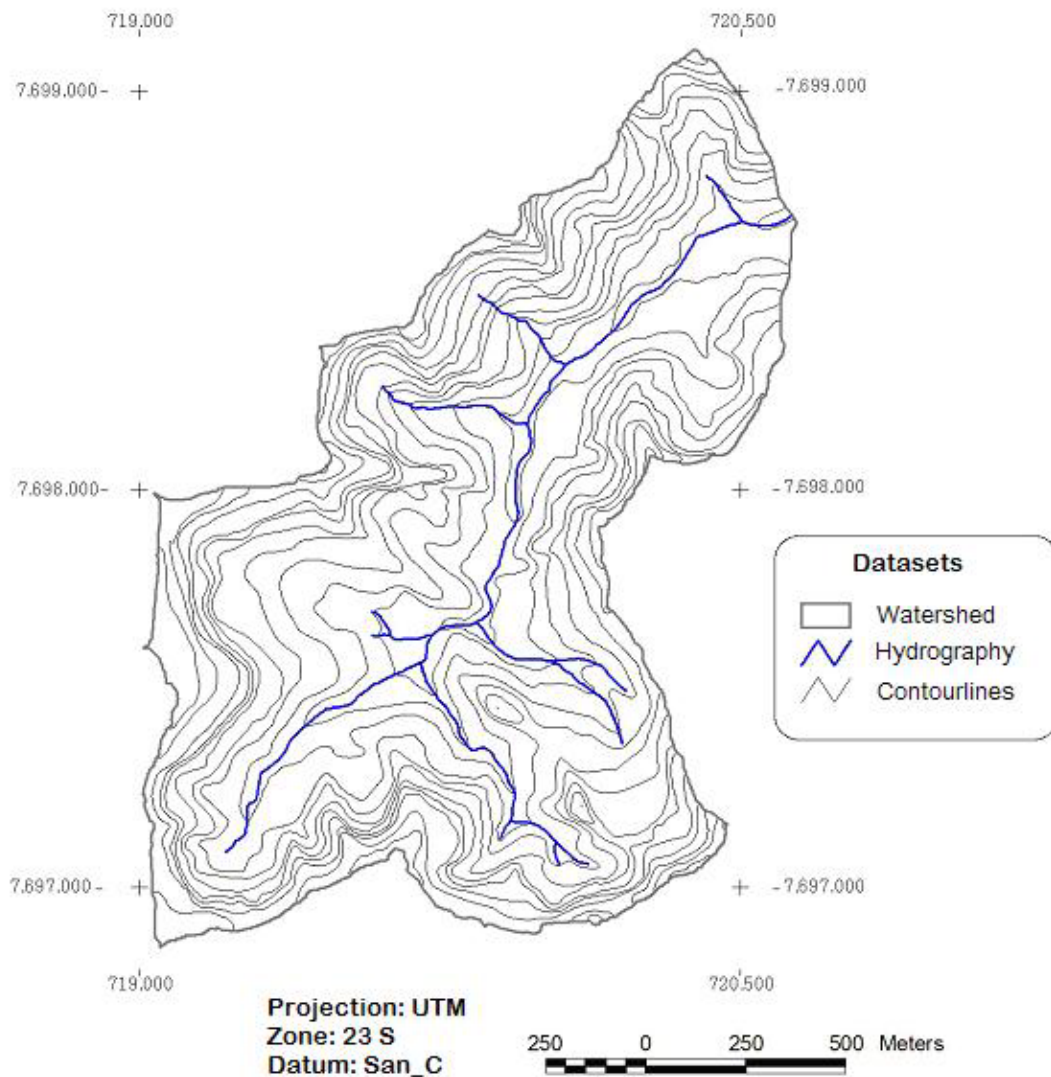 719.000 720.500
7.699.000- -7.699.000
7.698.000- -7.698.000
Datasets
Watershed
Hydrography
Contourlines
7.697.000- -7.697.000
719.000 720.500
Projection: UTM
Zone: 23 S
Datum: San_C
250 0 250 500 Meters